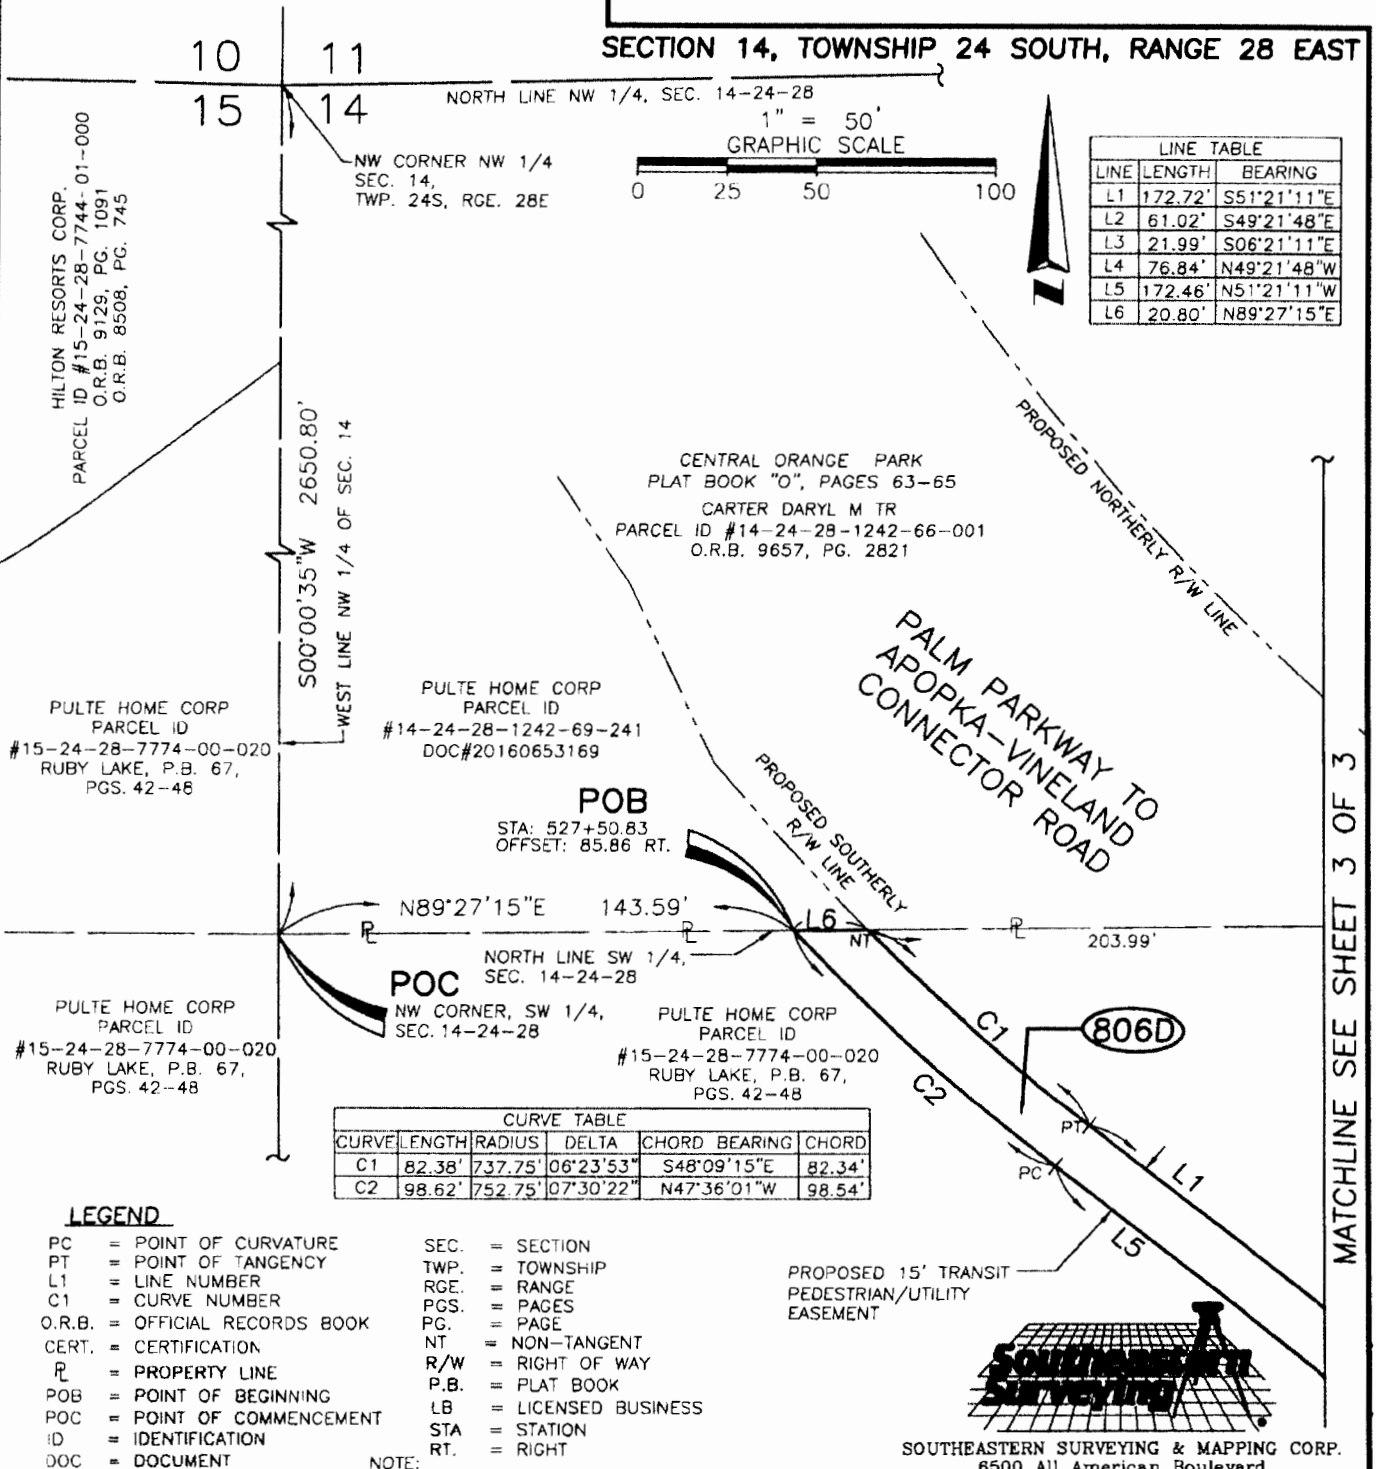 SECTION 14, TOWNSHIP 24 SOUTH, RANGE 28 EAST
10 11
15 14
NORTH LINE NW 1/4, SEC. 14-24-28
NW CORNER NW 1/4
SEC. 14,
TWP. 24S, RGE. 28E
1" = 50'
GRAPHIC SCALE
0 25 50 100
N
LINE TABLE
LINE LENGTH BEARING
L1 172.72' S51°21'11"E
L2 61.02' S49°21'48"E
L3 21.99' S06°21'11"E
L4 76.84' N49°21'48"W
L5 172.46' N51°21'11"W
L6 20.80' N89°27'15"E
HILTON RESORTS CORP.
PARCEL ID #15-24-28-7744-01-000
O.R.B. 9129, PG. 1091
O.R.B. 8508, PG. 745
S00°00'35"W 2650.80'
WEST LINE NW 1/4 OF SEC. 14
CENTRAL ORANGE PARK
PLAT BOOK "O", PAGES 63-65
CARTER DARYL M TR
PARCEL ID #14-24-28-1242-66-001
O.R.B. 9657, PG. 2821
PROPOSED NORTHERLY R/W LINE
PALM PARKWAY TO
APOPKA-VINELAND
CONNECTOR ROAD
PULTE HOME CORP
PARCEL ID
#15-24-28-7774-00-020
RUBY LAKE, P.B. 67,
PGS. 42-48
PULTE HOME CORP
PARCEL ID
#14-24-28-1242-69-241
DOC#20160653169
POB
STA: 527+50.83
OFFSET: 85.86 RT.
PROPOSED SOUTHERLY
R/W LINE
N89°27'15"E 143.59'
PL
PL
L6
NT
PL
203.99'
NORTH LINE SW 1/4,
SEC. 14-24-28
POC
NW CORNER, SW 1/4,
SEC. 14-24-28
PULTE HOME CORP
PARCEL ID
#15-24-28-7774-00-020
RUBY LAKE, P.B. 67,
PGS. 42-48
PULTE HOME CORP
PARCEL ID
#15-24-28-7774-00-020
RUBY LAKE, P.B. 67,
PGS. 42-48
C1
C2
806D
PT
PC
L1
L5
MATCHLINE SEE SHEET 3 OF 3
CURVE TABLE
CURVE LENGTH RADIUS DELTA CHORD BEARING CHORD
C1 82.38' 737.75' 06°23'53" S48°09'15"E 82.34'
C2 98.62' 752.75' 07°30'22" N47°36'01"W 98.54'
PROPOSED 15' TRANSIT
PEDESTRIAN/UTILITY
EASEMENT
LEGEND
PC = POINT OF CURVATURE
PT = POINT OF TANGENCY
L1 = LINE NUMBER
C1 = CURVE NUMBER
O.R.B. = OFFICIAL RECORDS BOOK
CERT. = CERTIFICATION
PL = PROPERTY LINE
POB = POINT OF BEGINNING
POC = POINT OF COMMENCEMENT
ID = IDENTIFICATION
DOC = DOCUMENT
SEC. = SECTION
TWP. = TOWNSHIP
RGE. = RANGE
PGS. = PAGES
PG. = PAGE
NT = NON-TANGENT
R/W = RIGHT OF WAY
P.B. = PLAT BOOK
LB = LICENSED BUSINESS
STA = STATION
RT. = RIGHT
NOTE:
Southeastern
Surveying
SOUTHEASTERN SURVEYING & MAPPING CORP.
6500 All American Boulevard